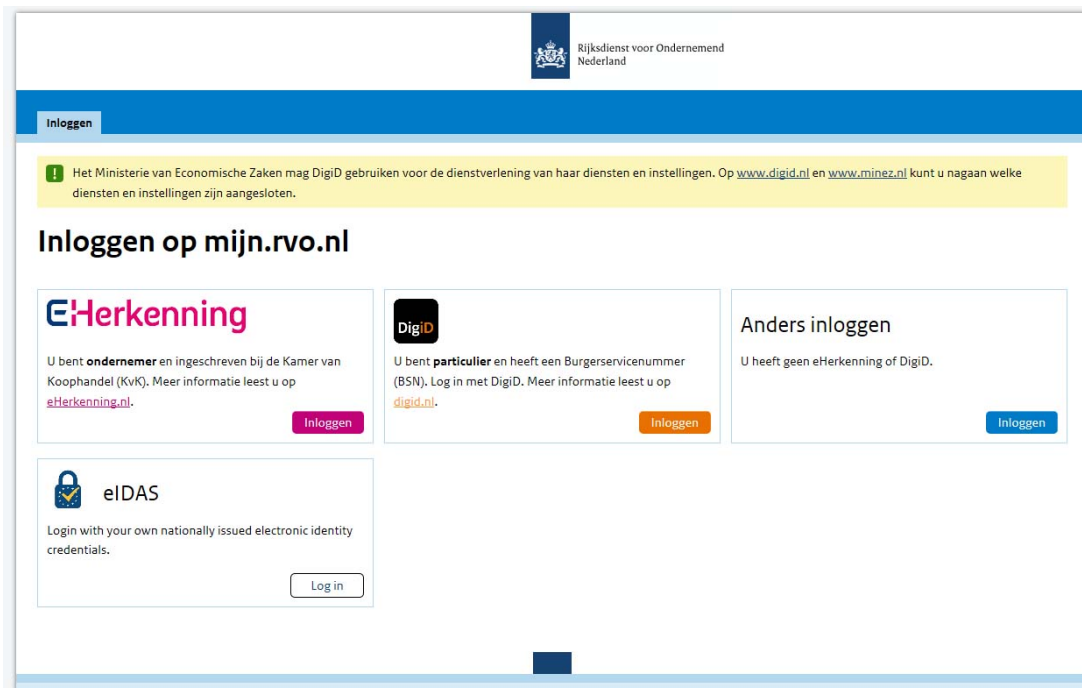 Rijksdienst voor Ondernemend
Nederland
Inloggen
! Het Ministerie van Economische Zaken mag DigiD gebruiken voor de dienstverlening van haar diensten en instellingen. Op www.digid.nl en www.minez.nl kunt u nagaan welke
diensten en instellingen zijn aangesloten.
Inloggen op mijn.rvo.nl
eHerkenning
U bent ondernemer en ingeschreven bij de Kamer van
Koophandel (KvK). Meer informatie leest u op
eHerkenning.nl.
Inloggen
DigiD
U bent particulier en heeft een Burgerservicenummer
(BSN). Log in met DigiD. Meer informatie leest u op
digid.nl.
Inloggen
Anders inloggen
U heeft geen eHerkenning of DigiD.
Inloggen
eIDAS
Login with your own nationally issued electronic identity
credentials.
Log in